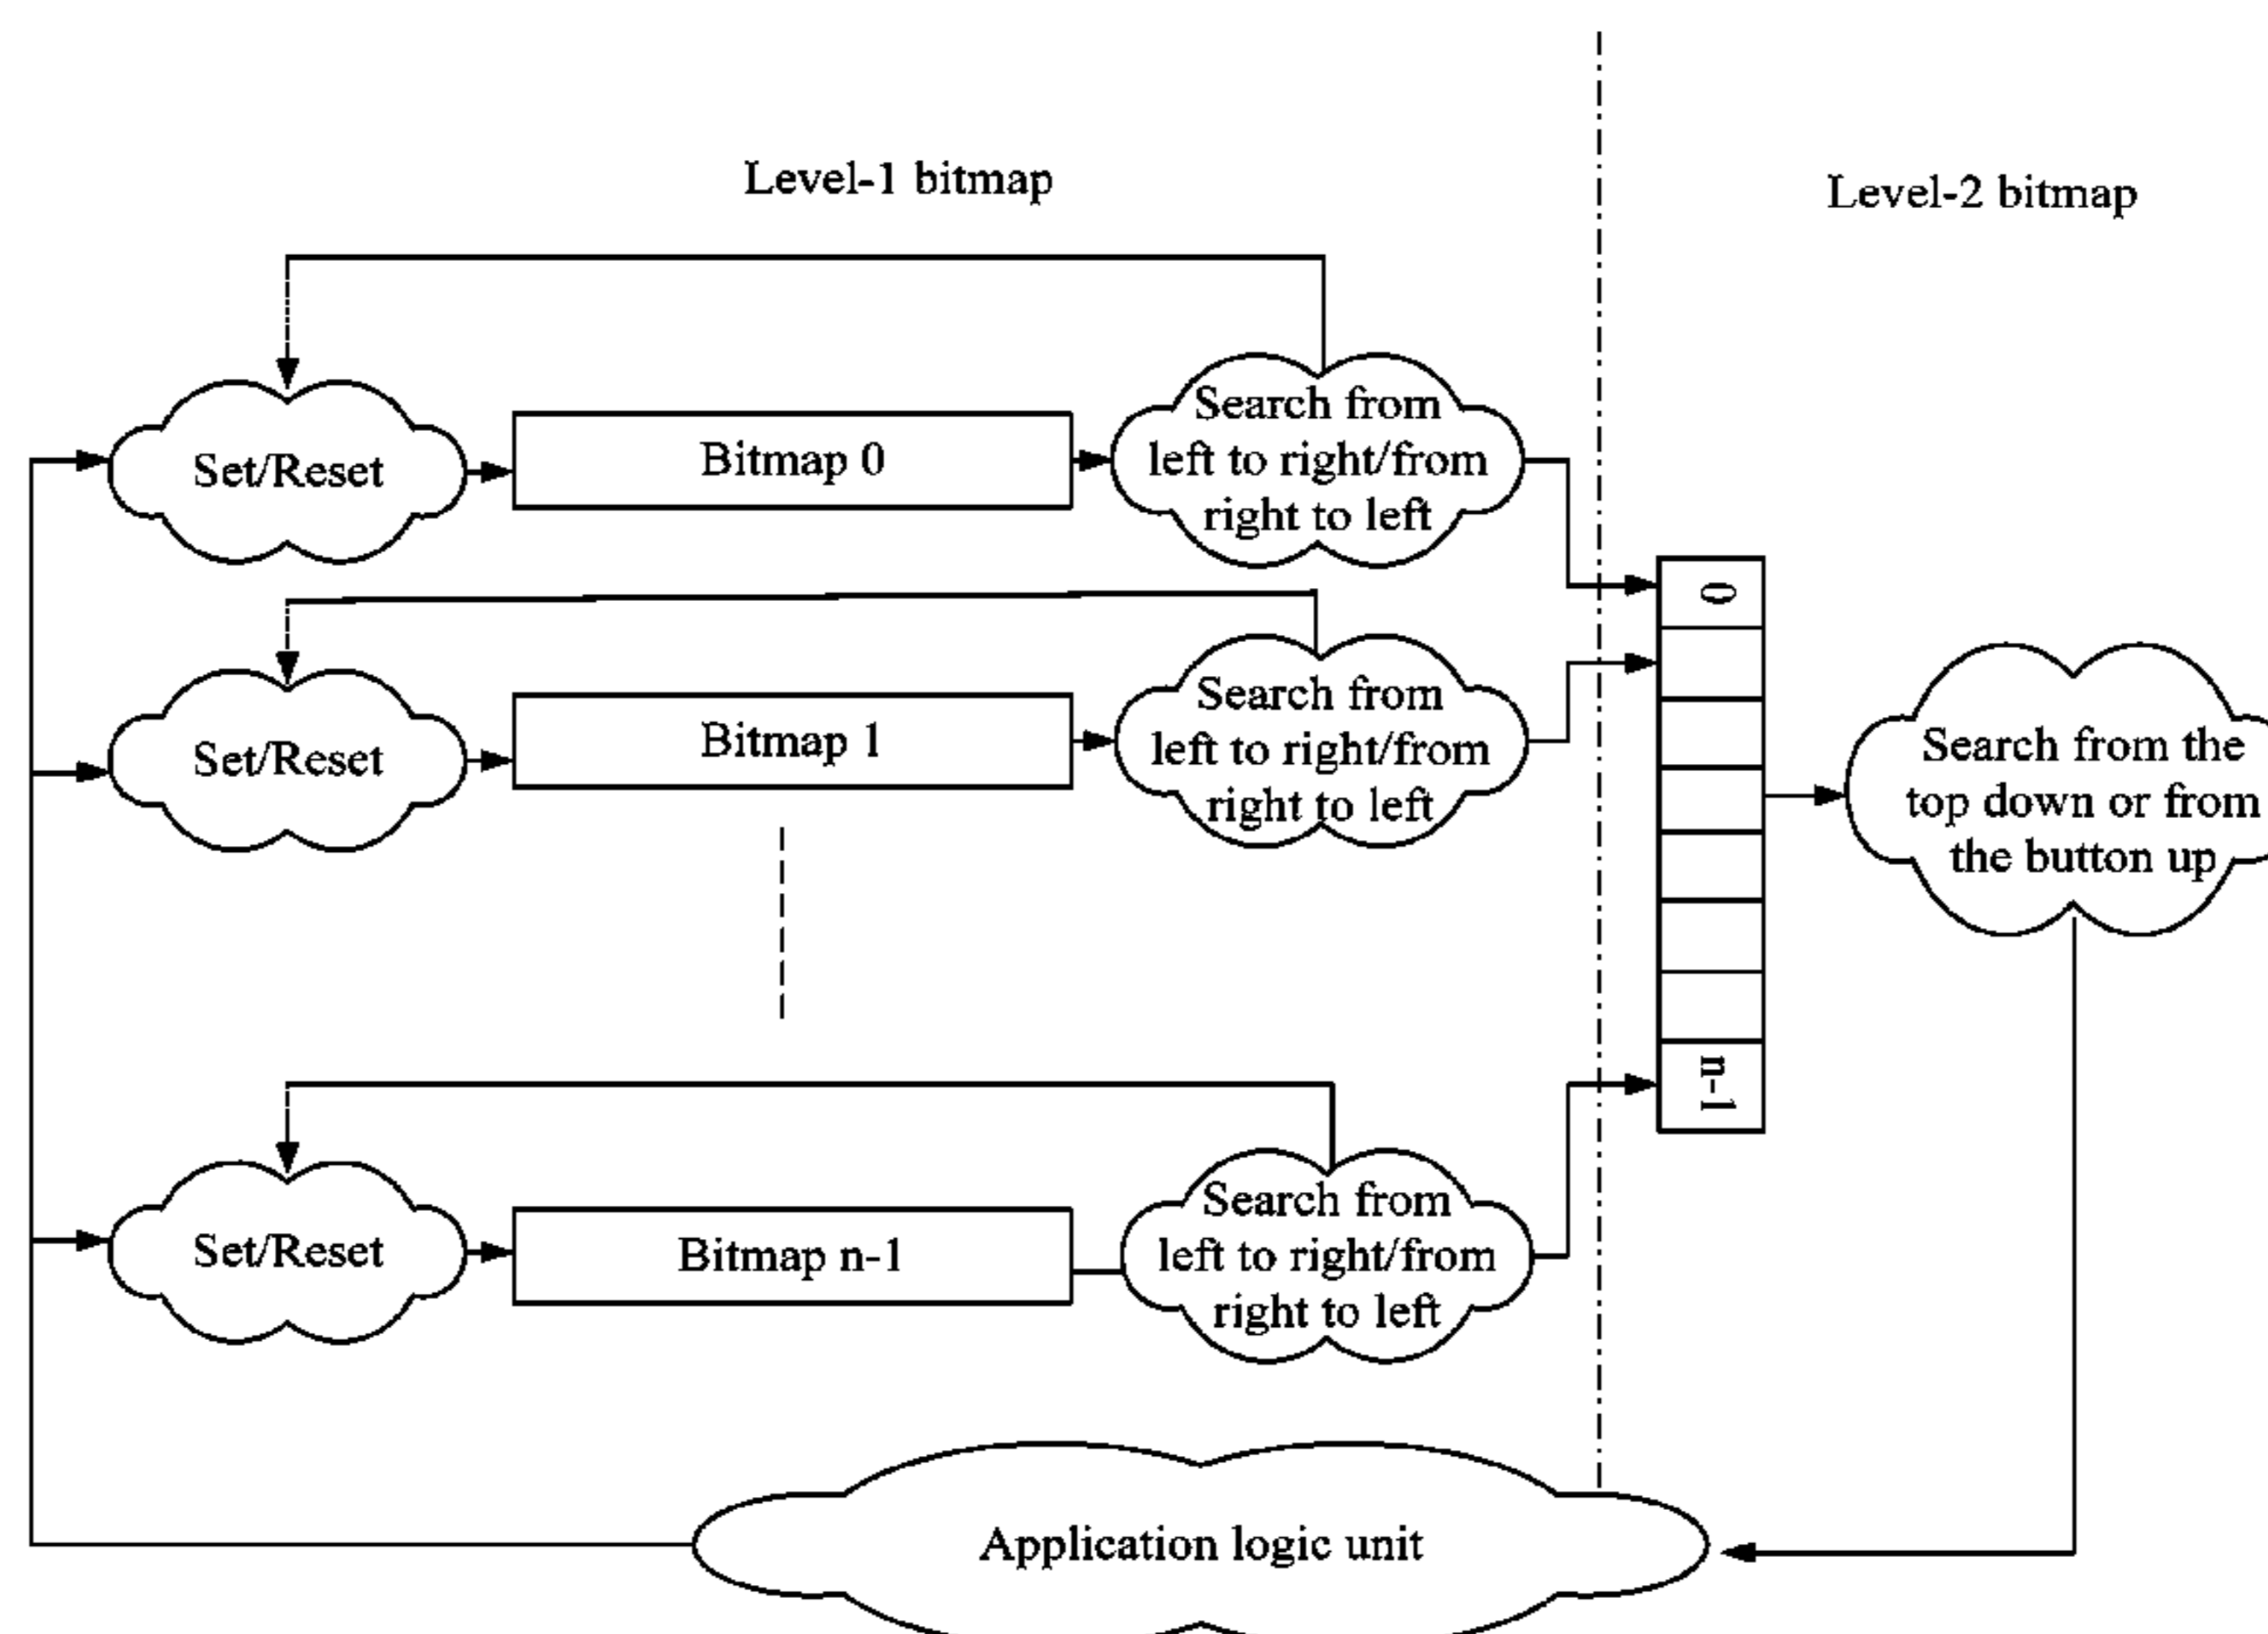 Level-1 bitmap
Level-2 bitmap
Set/Reset
Bitmap 0
Search from
left to right/from
right to left
0
Set/Reset
Bitmap 1
Search from
left to right/from
right to left
Search from the
top down or from
the button up
n-1
Set/Reset
Bitmap n-1
Search from
left to right/from
right to left
Application logic unit